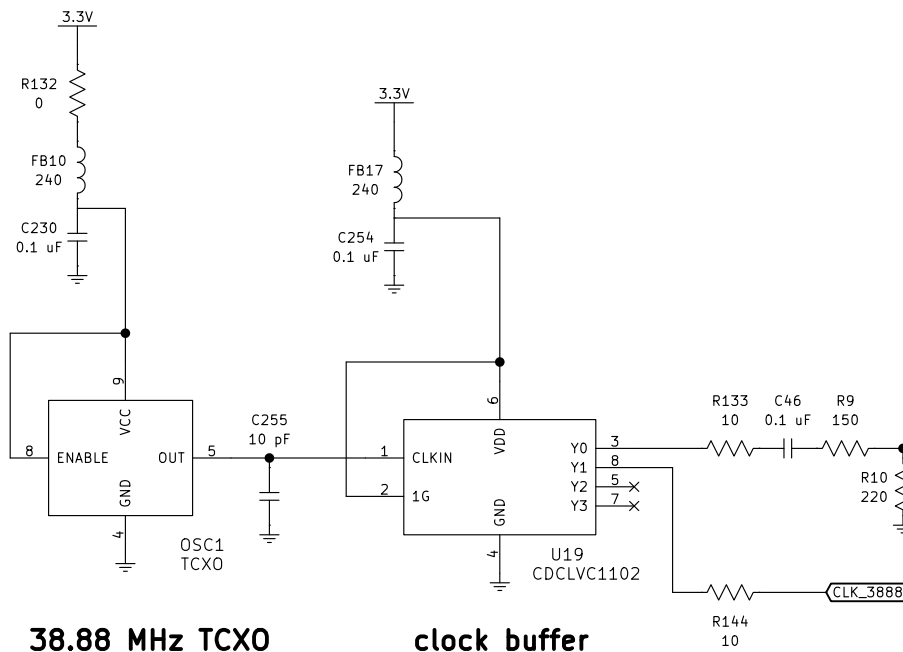 3.3V
R132
0
FB10
240
C230
0.1 uF
3.3V
FB17
240
C254
0.1 uF
9
VCC
8
ENABLE
OUT
5
GND
4
OSC1
TCXO
C255
10 pF
6
VDD
1
CLKIN
2
1G
Y0
3
Y1
8
Y2
5
Y3
7
GND
4
U19
CDCLVC1102
R133
10
C46
0.1 uF
R9
150
R10
220
R144
10
CLK_3888
38.88 MHz TCXO
clock buffer